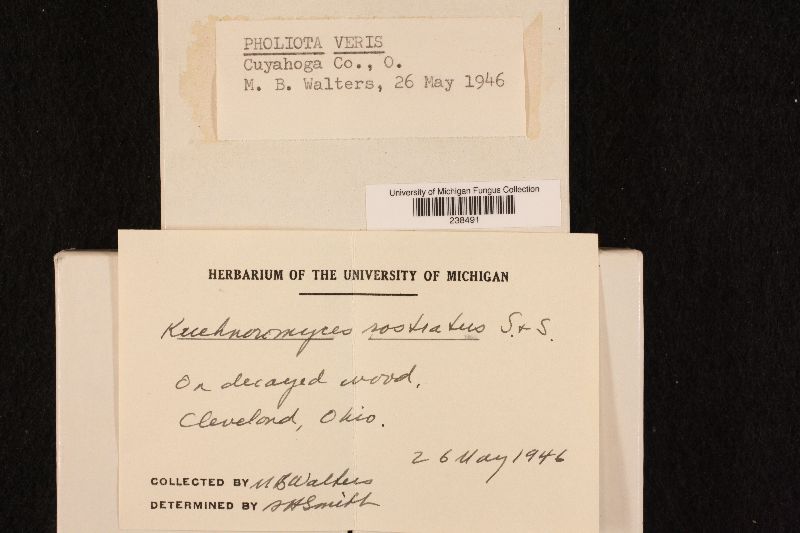 PHOLIOTA VERIS
Cuyahoga Co., O.
M. B. Walters, 26 May 1946
University of Michigan Fungus Collection
238491
HERBARIUM OF THE UNIVERSITY OF MICHIGAN
Kuehneromyces rostratus S. & S.
On decayed wood,
Cleveland, Ohio.
26 May 1946
COLLECTED BY M B Walters
DETERMINED BY A H Smith